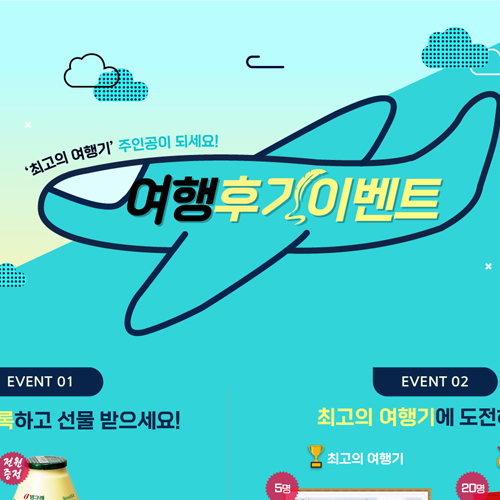 '최고의 여행기' 주인공이 되세요!
여행후기이벤트
EVENT 01
록하고 선물 받으세요!
전원
증정
빙그레
EVENT 02
최고의 여행기에 도전하
최고의 여행기
5명
20명